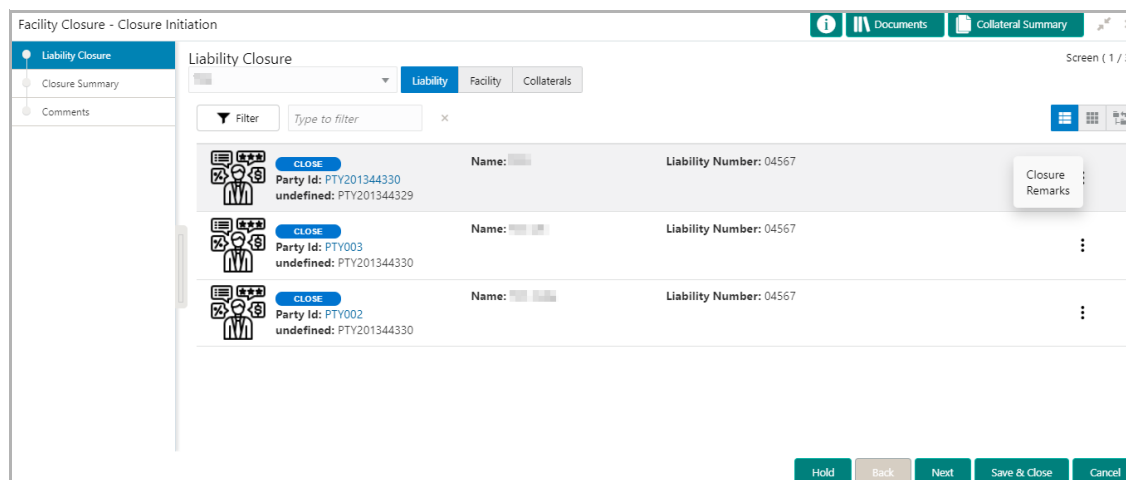 Facility Closure - Closure Initiation
i Documents Collateral Summary
Liability Closure
Closure Summary
Comments
Liability Closure
Screen ( 1 /
Liability Facility Collaterals
Filter Type to filter ×
CLOSE
Name: Liability Number: 04567
Party Id: PTY201344330
undefined: PTY201344329
Closure
Remarks
CLOSE
Name: Liability Number: 04567
Party Id: PTY003
undefined: PTY201344330
CLOSE
Name: Liability Number: 04567
Party Id: PTY002
undefined: PTY201344330
Hold Back Next Save & Close Cancel